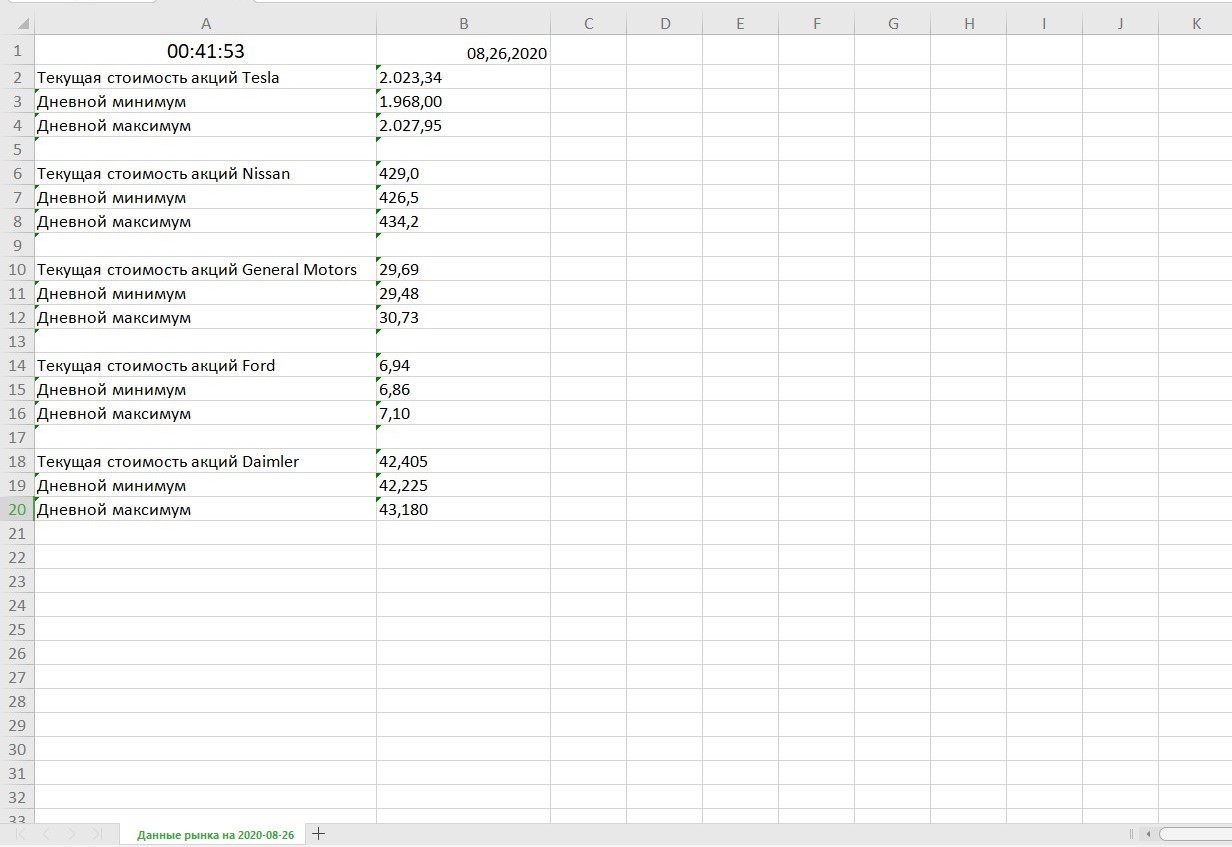 A B C D E F G H I J K
1 00:41:53 08,26,2020
2 Текущая стоимость акций Tesla 2.023,34
3 Дневной минимум 1.968,00
4 Дневной максимум 2.027,95
5
6 Текущая стоимость акций Nissan 429,0
7 Дневной минимум 426,5
8 Дневной максимум 434,2
9
10 Текущая стоимость акций General Motors 29,69
11 Дневной минимум 29,48
12 Дневной максимум 30,73
13
14 Текущая стоимость акций Ford 6,94
15 Дневной минимум 6,86
16 Дневной максимум 7,10
17
18 Текущая стоимость акций Daimler 42,405
19 Дневной минимум 42,225
20 Дневной максимум 43,180
21
22
23
24
25
26
27
28
29
30
31
32
33
Данные рынка на 2020-08-26